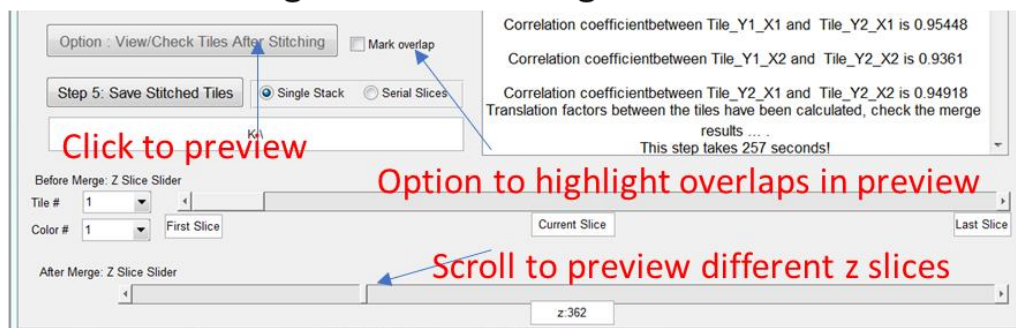 Correlation coefficientbetween Tile_Y1_X1 and Tile_Y2_X1 is 0.95448
Option : View/Check Tiles After Stitching
Mark overlap
Correlation coefficientbetween Tile_Y1_X2 and Tile_Y2_X2 is 0.9361
Step 5: Save Stitched Tiles
Single Stack
Serial Slices
Correlation coefficientbetween Tile_Y2_X1 and Tile_Y2_X2 is 0.94918
Translation factors between the tiles have been calculated, check the merge
results ... .
This step takes 257 seconds!
K:\
Click to preview
Option to highlight overlaps in preview
Before Merge: Z Slice Slider
Tile # 1
Color # 1
First Slice
Current Slice
Last Slice
After Merge: Z Slice Slider
Scroll to preview different z slices
z:362